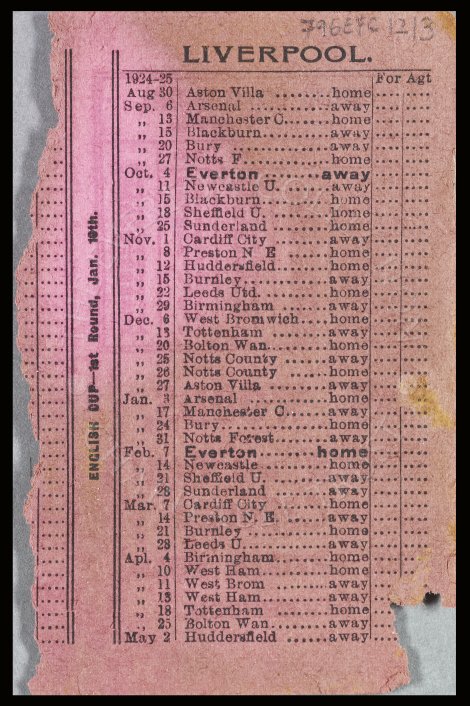 796EFC 12/3
LIVERPOOL.
1924-25 For Agt
Aug 30 Aston Villa ........home
Sep. 6 Arsenal ...........away
„ 13 Manchester C.......home
„ 15 Blackburn..........away
„ 20 Bury ..............away
„ 27 Notts F............home
Oct. 4 Everton ........away
„ 11 Newcastle U. .......away
„ 15 Blackburn..........home
„ 18 Sheffield U. .......home
„ 25 Sunderland ........home
Nov. 1 Cardiff City ........away
„ 8 Preston N E ........home
„ 12 Huddersfield........home
„ 15 Burnley............away
„ 22 Leeds Utd..........home
„ 29 Birmingham ........away
Dec. 6 West Bromwich....home
„ 13 Tottenham .........away
„ 20 Bolton Wan.........home
„ 25 Notts County ......away
„ 26 Notts County ......home
„ 27 Aston Villa ........away
Jan. 3 Arsenal ............home
„ 17 Manchester C.......away
„ 24 Bury...............home
„ 31 Notts Forest........away
Feb. 7 Everton ........home
„ 14 Newcastle..........home
„ 21 Sheffield U. ........away
„ 28 Sunderland ........away
Mar. 7 Cardiff City .......home
„ 14 Preston N. E. .......away
„ 21 Burnley ...........home
„ 28 Leeds U............away
Apl. 4 Birmingham........home
„ 10 West Ham..........home
„ 11 West Brom ........away
„ 13 West Ham..........away
„ 18 Tottenham ........home
„ 25 Bolton Wan........away
May 2 Huddersfield .......away
ENGLISH CUP—1st Round, Jan. 10th.